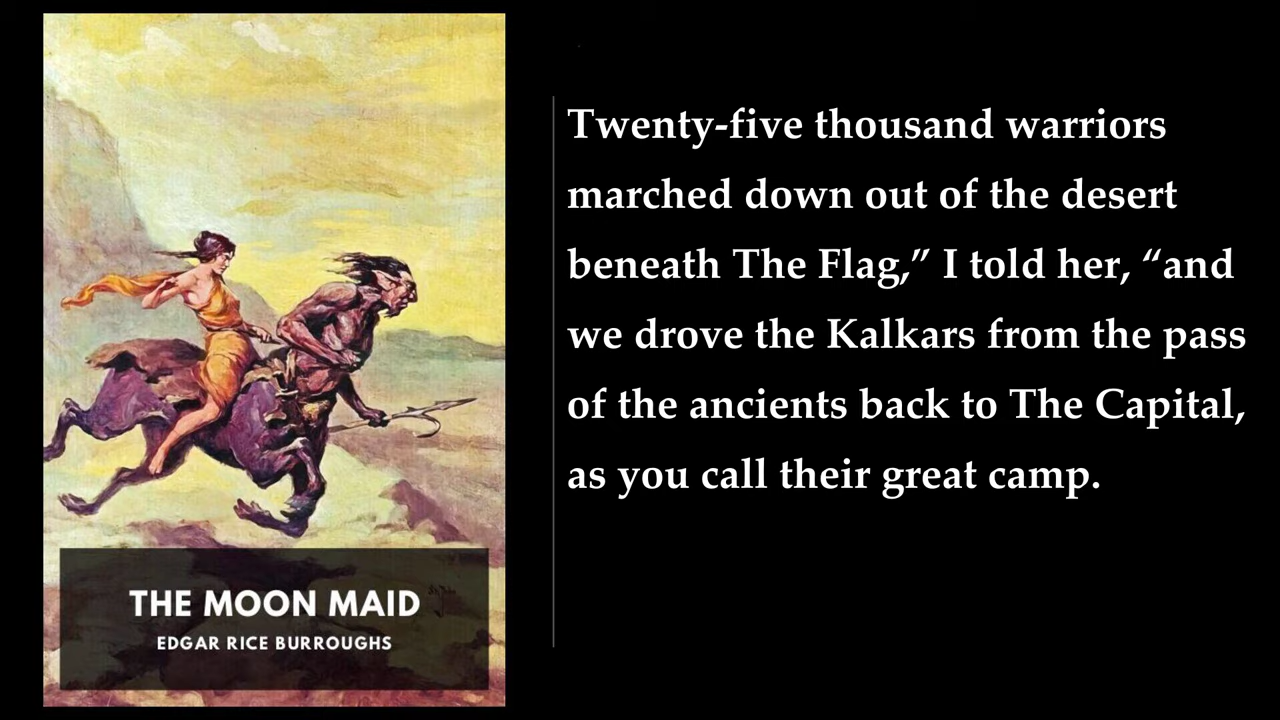 THE MOON MAID
EDGAR RICE BURROUGHS
Twenty-five thousand warriors
marched down out of the desert
beneath The Flag,” I told her, “and
we drove the Kalkars from the pass
of the ancients back to The Capital,
as you call their great camp.